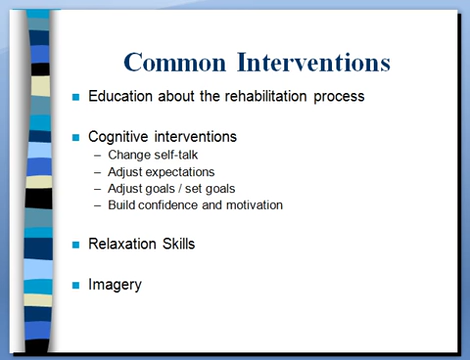 Common Interventions
Education about the rehabilitation process
Cognitive interventions
– Change self-talk
– Adjust expectations
– Adjust goals / set goals
– Build confidence and motivation
Relaxation Skills
Imagery